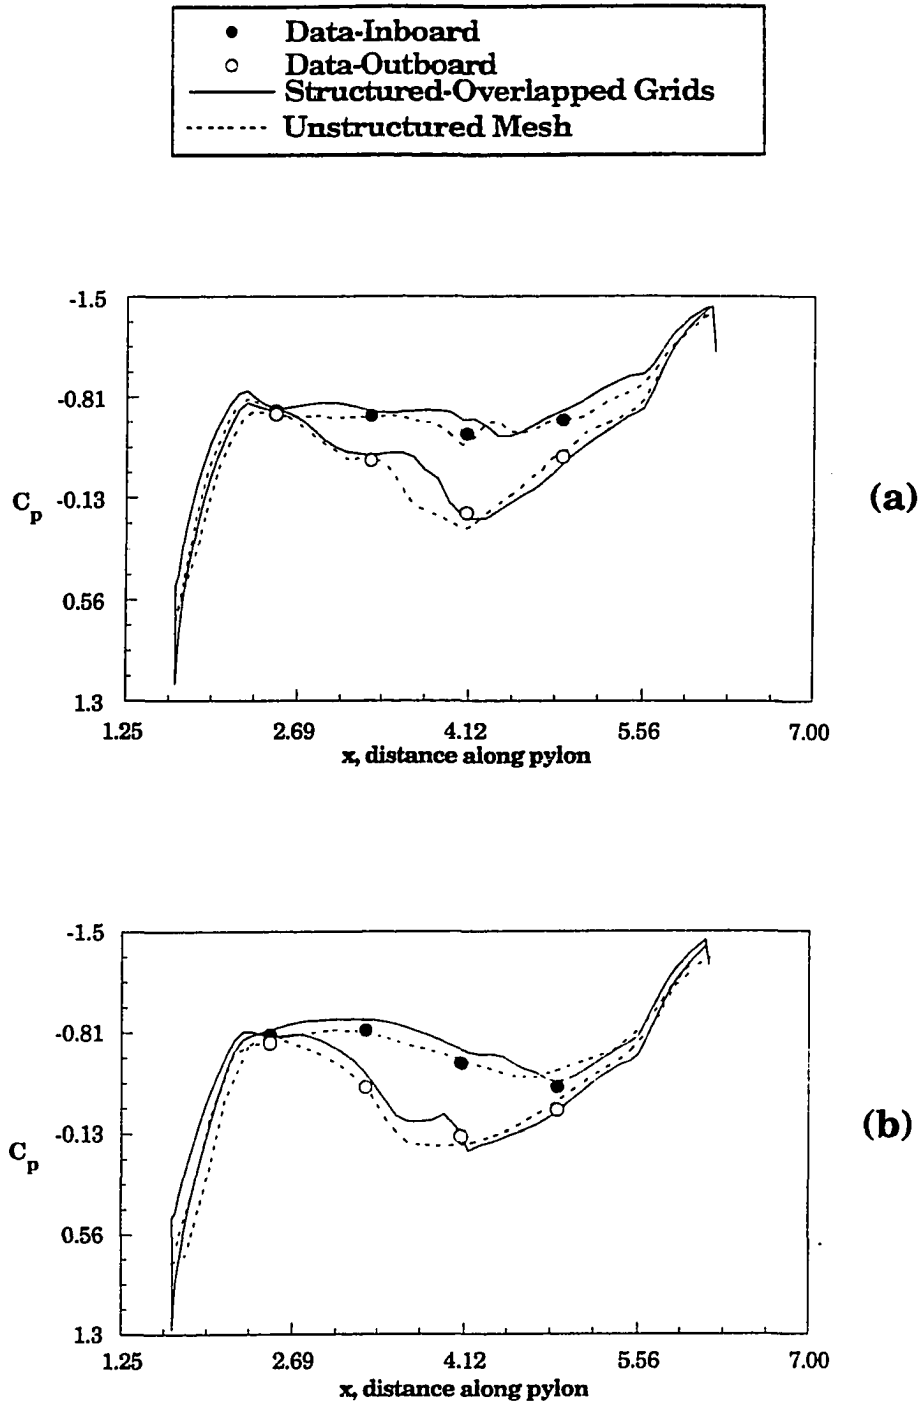 Data-Inboard
Data-Outboard
Structured-Overlapped Grids
Unstructured Mesh
-1.5
-0.81
-0.13
0.56
1.3
Cp
(a)
1.25 2.69 4.12 5.56 7.00
x, distance along pylon
-1.5
-0.81
-0.13
0.56
1.3
Cp
(b)
1.25 2.69 4.12 5.56 7.00
x, distance along pylon